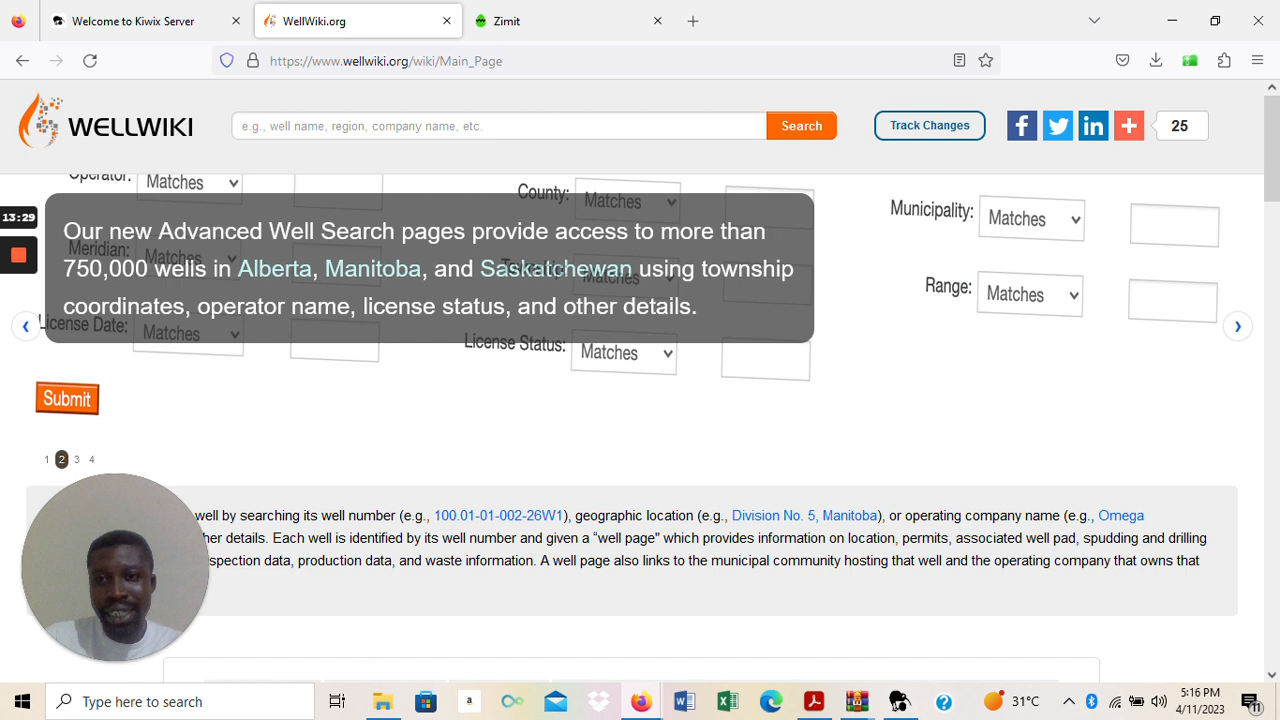 Welcome to Kiwix Server
WellWiki.org
Zimit
https://www.wellwiki.org/wiki/Main_Page
WELLWIKI
e.g., well name, region, company name, etc.
Search
Track Changes
25
Operator:
Matches
County:
Matches
Municipality:
Matches
13:29
Our new Advanced Well Search pages provide access to more than
750,000 wells in Alberta, Manitoba, and Saskatchewan using township
coordinates, operator name, license status, and other details.
Meridian:
Matches
Matches
Range:
Matches
License Date:
Matches
License Status:
Matches
Submit
1 2 3 4
well by searching its well number (e.g., 100.01-01-002-26W1), geographic location (e.g., Division No. 5, Manitoba), or operating company name (e.g., Omega
her details. Each well is identified by its well number and given a “well page” which provides information on location, permits, associated well pad, spudding and drilling
spection data, production data, and waste information. A well page also links to the municipal community hosting that well and the operating company that owns that
Type here to search
31°C
5:16 PM
4/11/2023